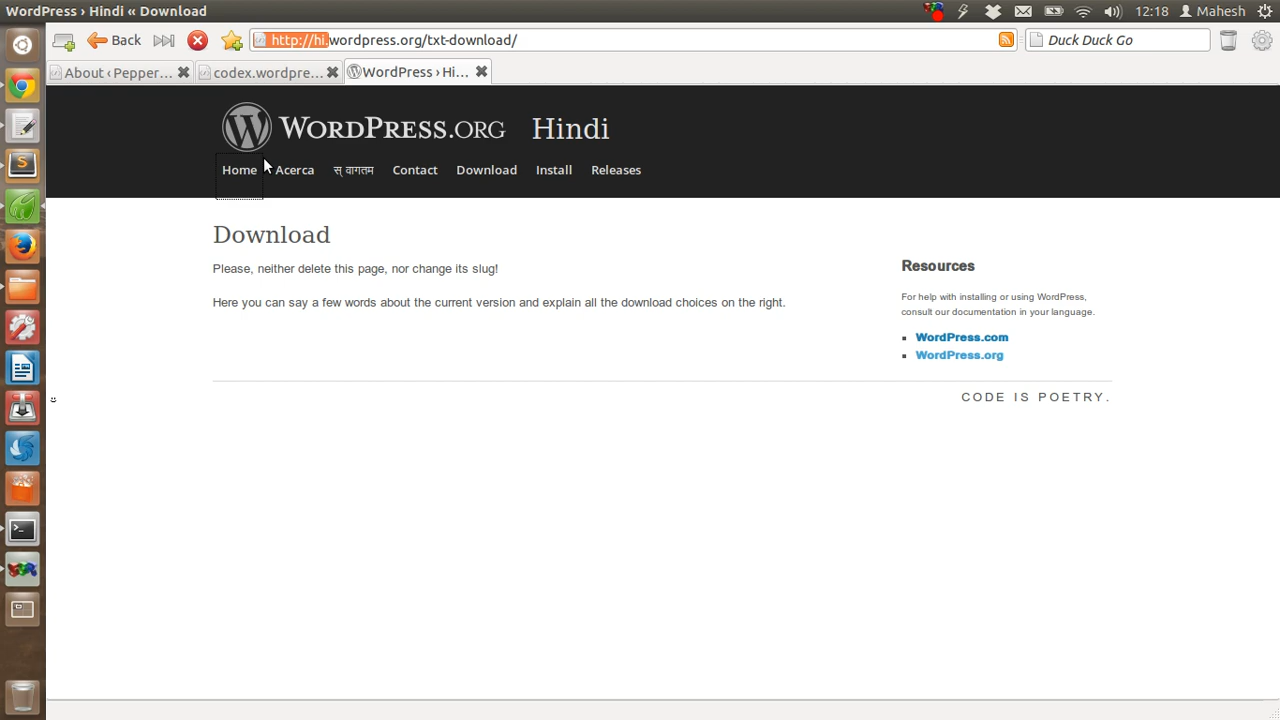 WordPress › Hindi « Download
12:18 Mahesh
Back
http://hi.wordpress.org/txt-download/
Duck Duck Go
About ‹ Pepper...
codex.wordpre...
WordPress › Hi...
WORDPRESS.ORG Hindi
Home Acerca स् वागतम Contact Download Install Releases
Download
Please, neither delete this page, nor change its slug!
Here you can say a few words about the current version and explain all the download choices on the right.
Resources
For help with installing or using WordPress,
consult our documentation in your language.
WordPress.com
WordPress.org
CODE IS POETRY.